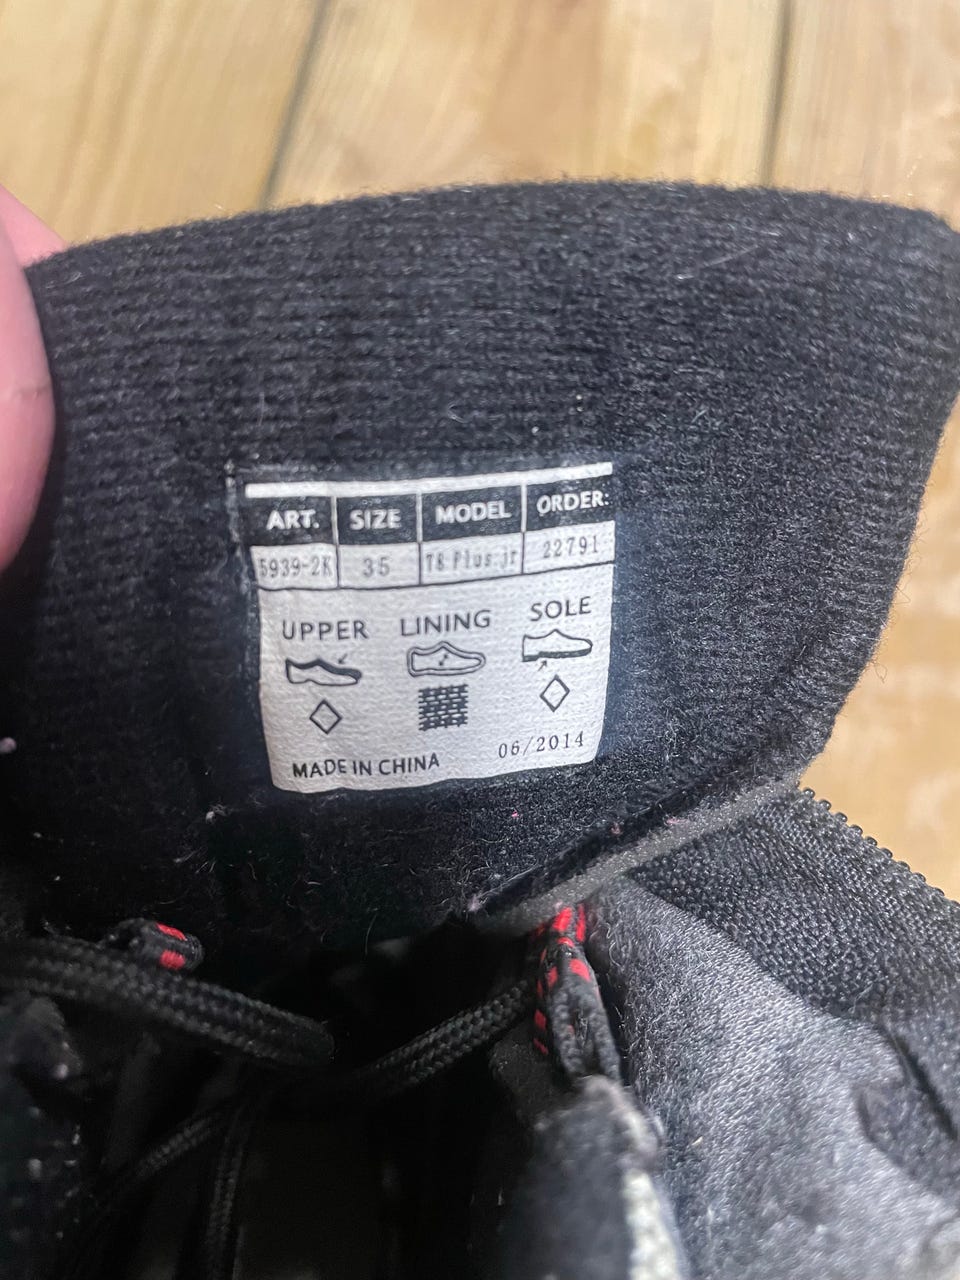 ART. SIZE MODEL ORDER:
5939-2K 35 T8 Plus.jr 22791
UPPER LINING SOLE
MADE IN CHINA 06/2014